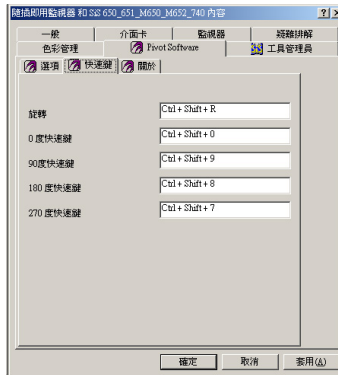 隨插即用監視器 和 SiS 650_651_M650_M652_740 內容
一般 介面卡 監視器 疑難排解
色彩管理 Pivot Software 工具管理員
選項 快速鍵 關於
旋轉 Ctrl + Shift + R
0 度快速鍵 Ctrl + Shift + 0
90度快速鍵 Ctrl + Shift + 9
180 度快速鍵 Ctrl + Shift + 8
270 度快速鍵 Ctrl + Shift + 7
確定 取消 套用(A)